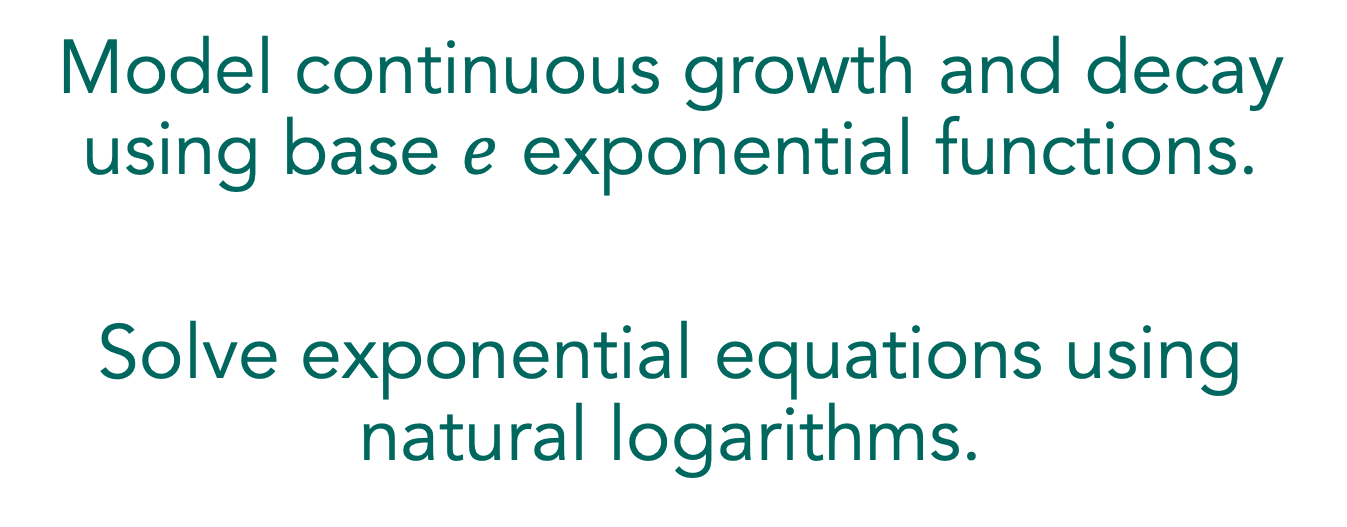 Model continuous growth and decay
using base e exponential functions.
Solve exponential equations using
natural logarithms.